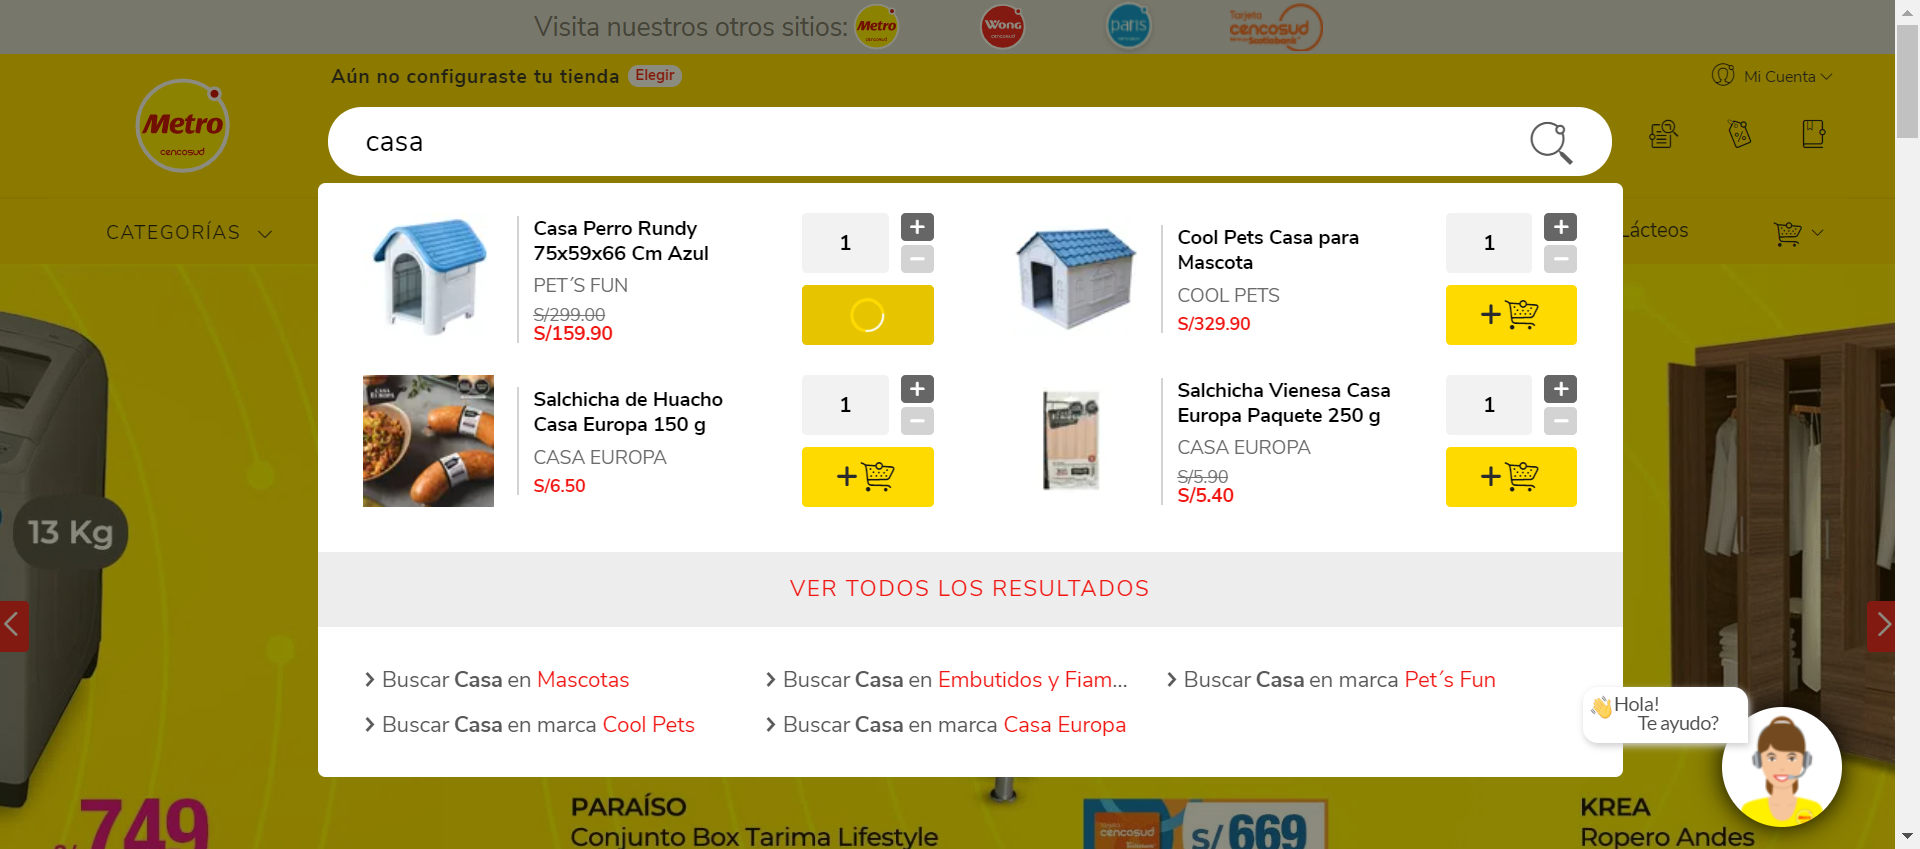 Visita nuestros otros sitios:
Metro
cencosud
Wong
cencosud
paris
cencosud
Tarjeta
cencosud
Scotiabank
Aún no configuraste tu tienda
Elegir
Mi Cuenta
Metro
cencosud
casa
CATEGORÍAS
Lácteos
Casa Perro Rundy
75x59x66 Cm Azul
PET´S FUN
S/299.00
S/159.90
1
+
−
Cool Pets Casa para
Mascota
COOL PETS
S/329.90
1
+
−
+
Salchicha de Huacho
Casa Europa 150 g
CASA EUROPA
S/6.50
1
+
−
+
Salchicha Vienesa Casa
Europa Paquete 250 g
CASA EUROPA
S/5.90
S/5.40
1
+
−
+
13 Kg
VER TODOS LOS RESULTADOS
Buscar Casa en Mascotas
Buscar Casa en Embutidos y Fiam...
Buscar Casa en marca Pet´s Fun
Buscar Casa en marca Cool Pets
Buscar Casa en marca Casa Europa
Hola!
Te ayudo?
749
PARAÍSO
Conjunto Box Tarima Lifestyle
cencosud
S/ 669
KREA
Ropero Andes